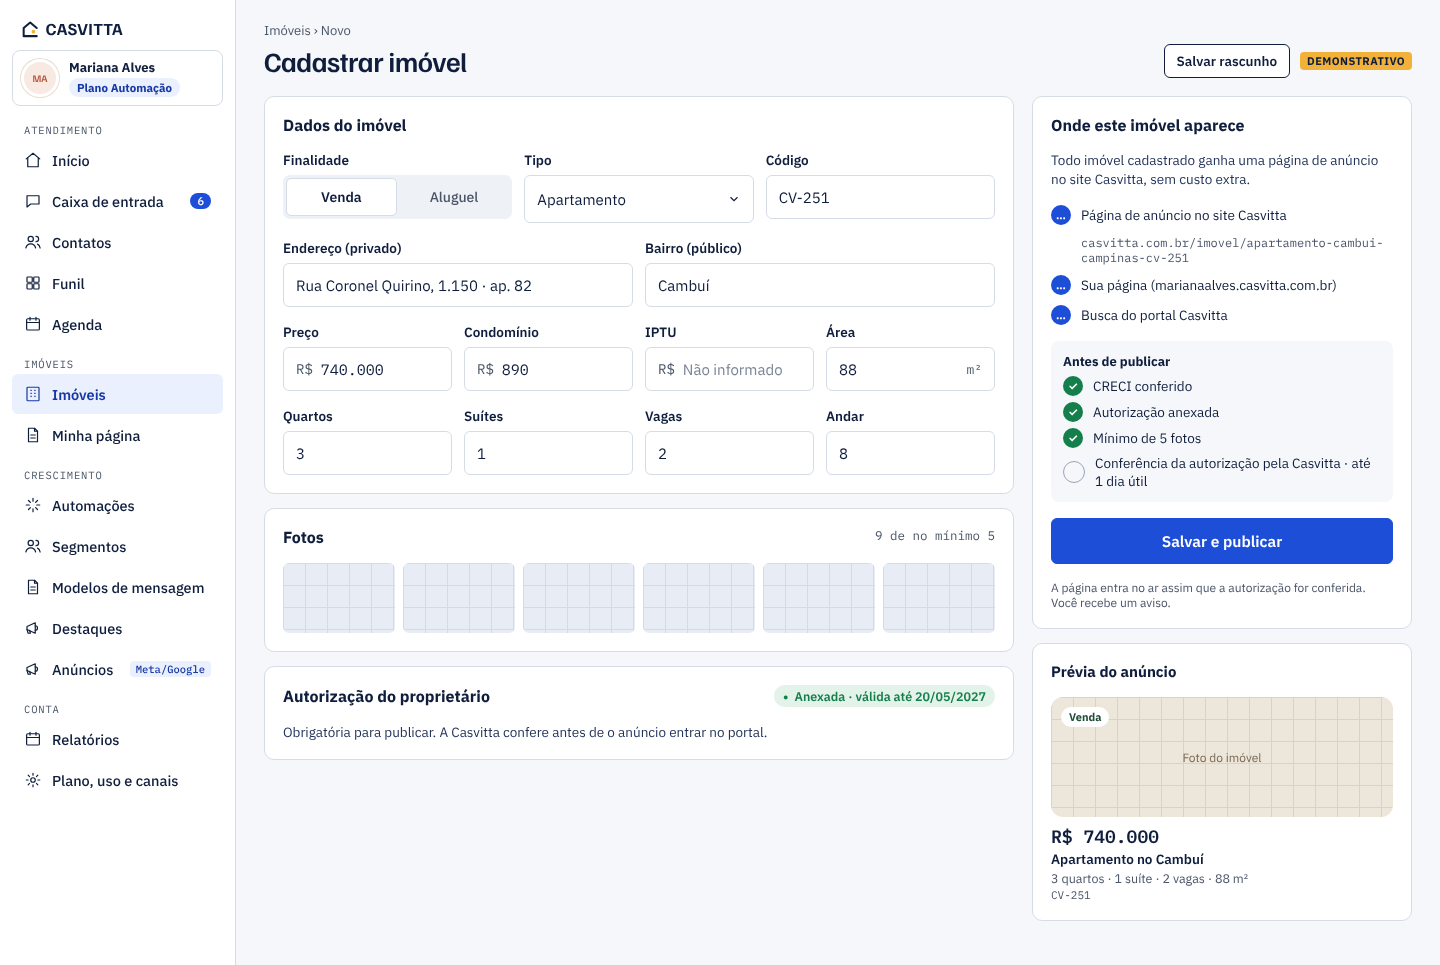 CASVITTA
MA
Mariana Alves
Plano Automação
ATENDIMENTO
Início
Caixa de entrada
6
Contatos
Funil
Agenda
IMÓVEIS
Imóveis
Minha página
CRESCIMENTO
Automações
Segmentos
Modelos de mensagem
Destaques
Anúncios
Meta/Google
CONTA
Relatórios
Plano, uso e canais
Imóveis › Novo
Cadastrar imóvel
Salvar rascunho
DEMONSTRATIVO
Dados do imóvel
Finalidade
Venda
Aluguel
Tipo
Apartamento
Código
CV-251
Endereço (privado)
Rua Coronel Quirino, 1.150 · ap. 82
Bairro (público)
Cambuí
Preço
R$ 740.000
Condomínio
R$ 890
IPTU
R$ Não informado
Área
88 m²
Quartos
3
Suítes
1
Vagas
2
Andar
8
Fotos
9 de no mínimo 5
Autorização do proprietário
• Anexada · válida até 20/05/2027
Obrigatória para publicar. A Casvitta confere antes de o anúncio entrar no portal.
Onde este imóvel aparece
Todo imóvel cadastrado ganha uma página de anúncio
no site Casvitta, sem custo extra.
… Página de anúncio no site Casvitta
casvitta.com.br/imovel/apartamento-cambui-
campinas-cv-251
… Sua página (marianaalves.casvitta.com.br)
… Busca do portal Casvitta
Antes de publicar
CRECI conferido
Autorização anexada
Mínimo de 5 fotos
Conferência da autorização pela Casvitta · até
1 dia útil
Salvar e publicar
A página entra no ar assim que a autorização for conferida.
Você recebe um aviso.
Prévia do anúncio
Venda
Foto do imóvel
R$ 740.000
Apartamento no Cambuí
3 quartos · 1 suíte · 2 vagas · 88 m²
CV-251